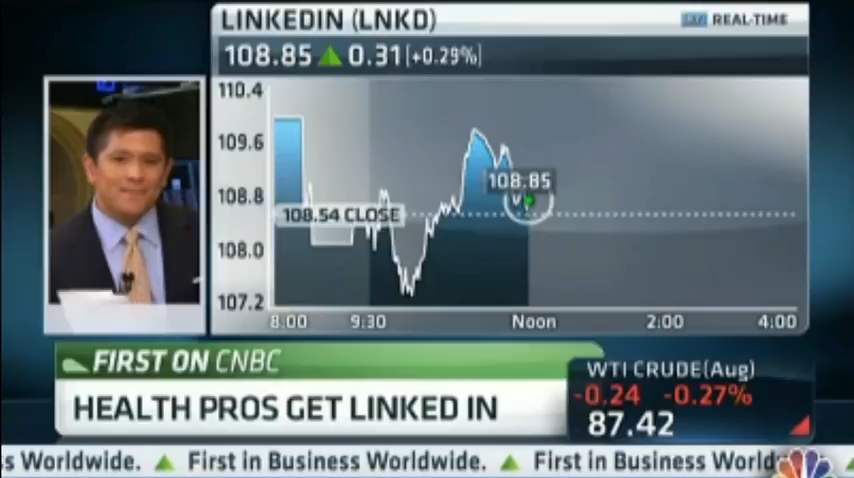 LINKEDIN (LNKD)
REAL-TIME
108.85 ▲ 0.31 [+0.29%]
110.4
109.6
108.8
108.0
107.2
108.85
108.54 CLOSE
8:00 9:30 Noon 2:00 4:00
FIRST ON CNBC
HEALTH PROS GET LINKED IN
WTI CRUDE(Aug)
-0.24 -0.27%
87.42
s Worldwide. ▲ First in Business Worldwide. ▲ First in Business World